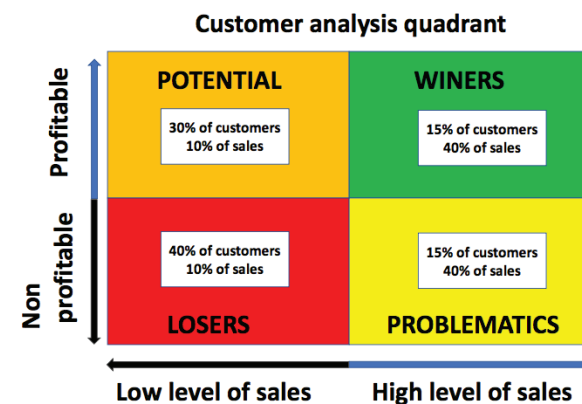 Customer analysis quadrant
Profitable
POTENTIAL
30% of customers
10% of sales
WINERS
15% of customers
40% of sales
Non
profitable
40% of customers
10% of sales
LOSERS
15% of customers
40% of sales
PROBLEMATICS
Low level of sales
High level of sales